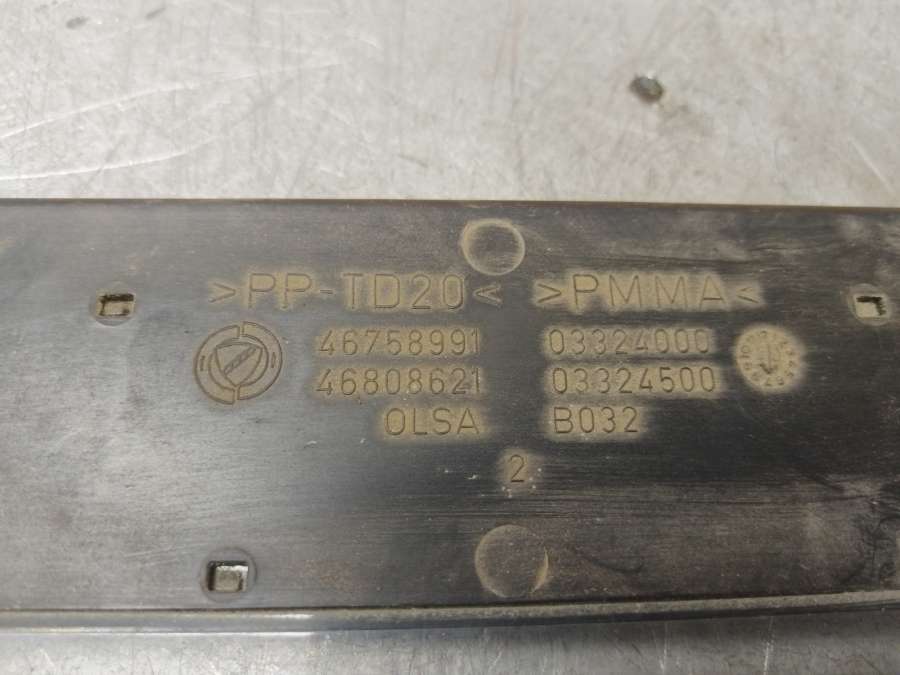 >PP-TD20< >PMMA<
46758991 03324000
46808621 03324500
OLSA B032
2